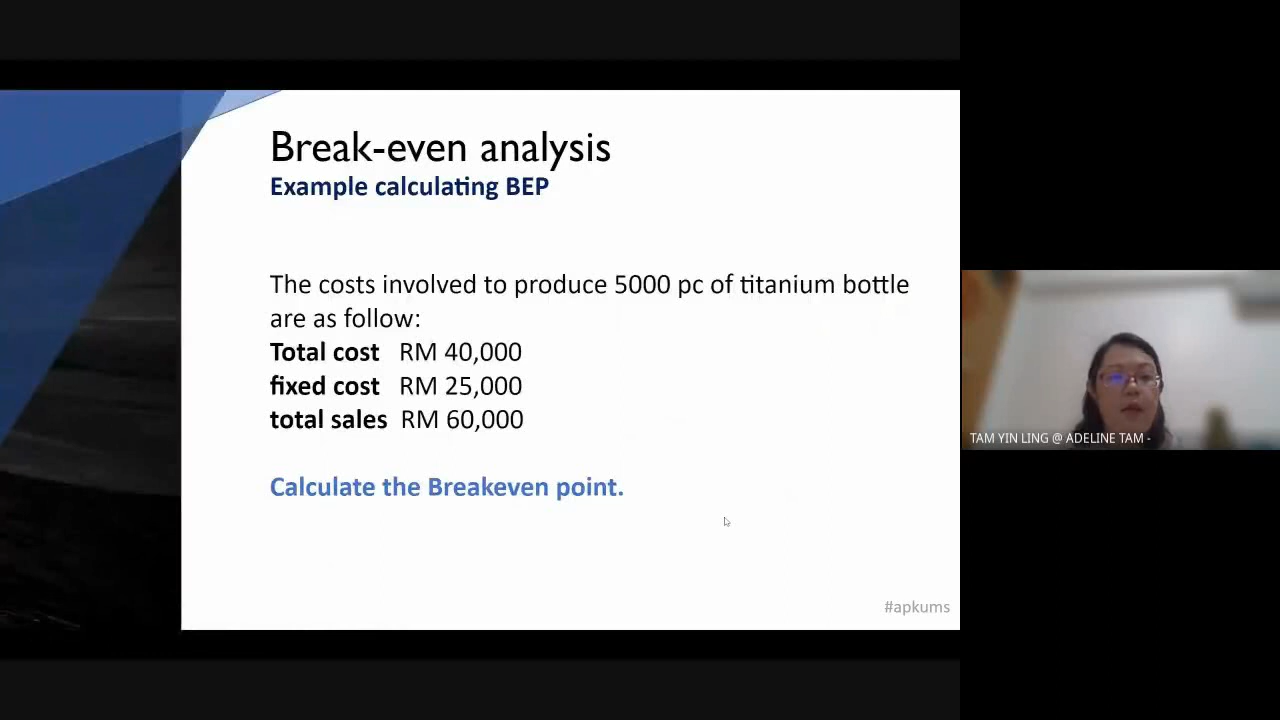 Break-even analysis
Example calculating BEP
The costs involved to produce 5000 pc of titanium bottle
are as follow:
Total cost RM 40,000
fixed cost RM 25,000
total sales RM 60,000
Calculate the Breakeven point.
#apkums
TAM YIN LING @ ADELINE TAM -